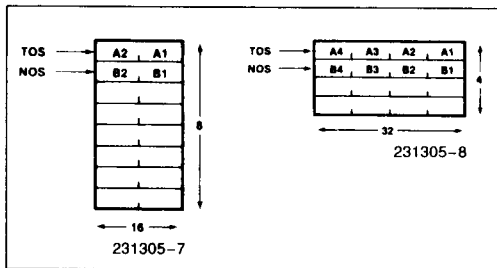 TOS A2 A1
NOS B2 B1
8
16
231305-7
TOS A4 A3 A2 A1
NOS B4 B3 B2 B1
4
32
231305-8